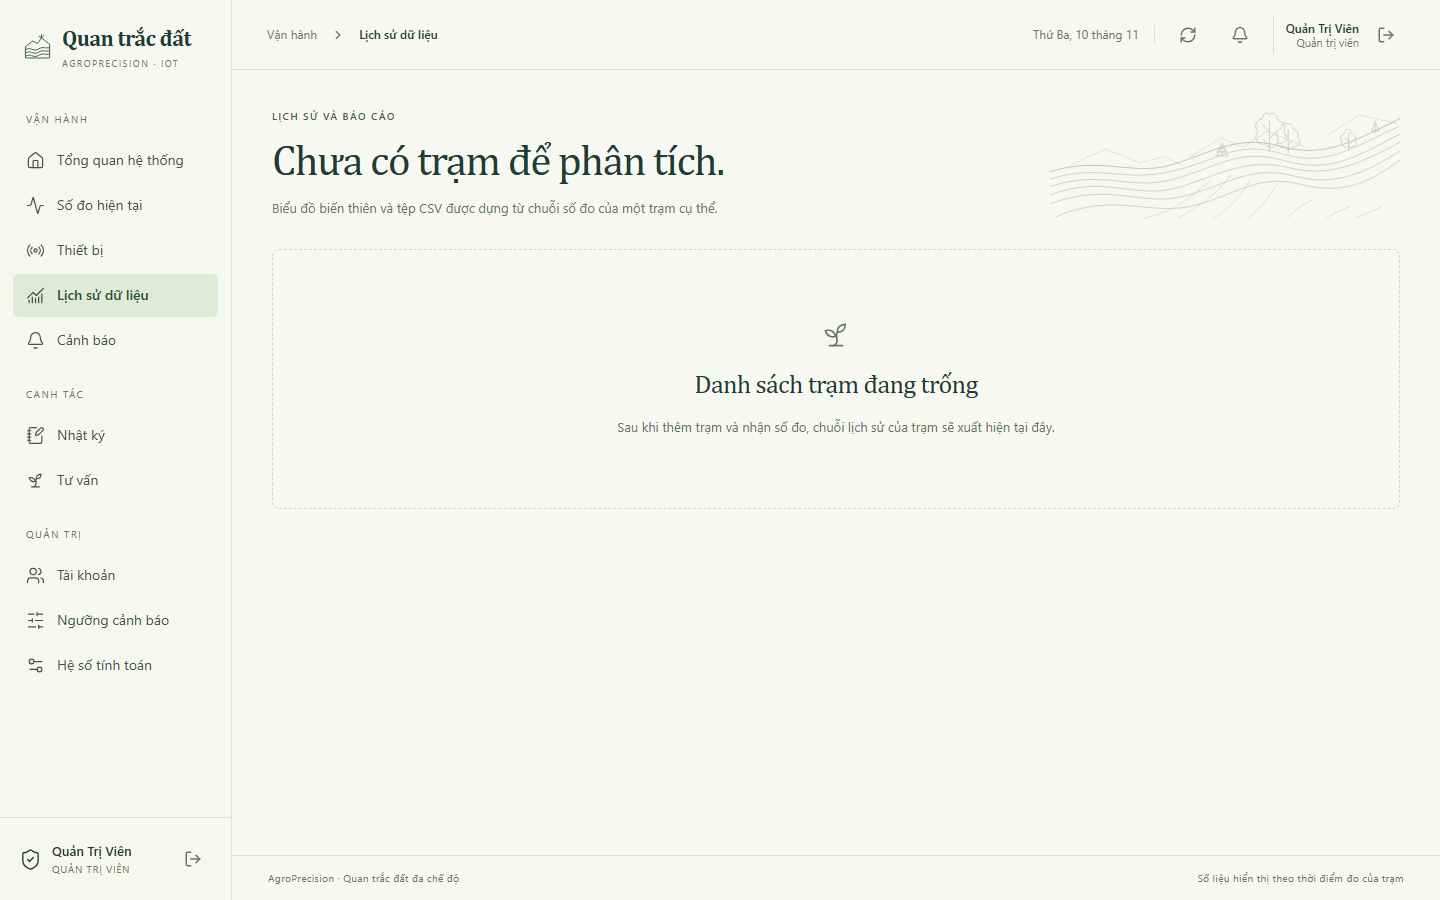 Quan trắc đất
AGROPRECISION · IOT
VẬN HÀNH
Tổng quan hệ thống
Số đo hiện tại
Thiết bị
Lịch sử dữ liệu
Cảnh báo
CANH TÁC
Nhật ký
Tư vấn
QUẢN TRỊ
Tài khoản
Ngưỡng cảnh báo
Hệ số tính toán
Quản Trị Viên
QUẢN TRỊ VIÊN
Vận hành
Lịch sử dữ liệu
Thứ Ba, 10 tháng 11
Quản Trị Viên
Quản trị viên
LỊCH SỬ VÀ BÁO CÁO
Chưa có trạm để phân tích.
Biểu đồ biến thiên và tệp CSV được dựng từ chuỗi số đo của một trạm cụ thể.
Danh sách trạm đang trống
Sau khi thêm trạm và nhận số đo, chuỗi lịch sử của trạm sẽ xuất hiện tại đây.
AgroPrecision · Quan trắc đất đa chế độ
Số liệu hiển thị theo thời điểm đo của trạm